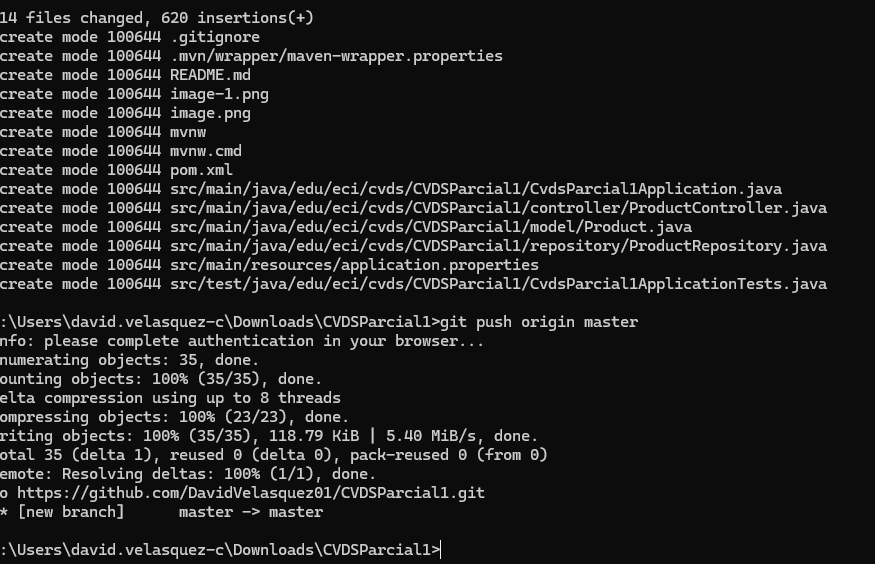 14 files changed, 620 insertions(+)
create mode 100644 .gitignore
create mode 100644 .mvn/wrapper/maven-wrapper.properties
create mode 100644 README.md
create mode 100644 image-1.png
create mode 100644 image.png
create mode 100644 mvnw
create mode 100644 mvnw.cmd
create mode 100644 pom.xml
create mode 100644 src/main/java/edu/eci/cvds/CVDSParcial1/CvdsParcial1Application.java
create mode 100644 src/main/java/edu/eci/cvds/CVDSParcial1/controller/ProductController.java
create mode 100644 src/main/java/edu/eci/cvds/CVDSParcial1/model/Product.java
create mode 100644 src/main/java/edu/eci/cvds/CVDSParcial1/repository/ProductRepository.java
create mode 100644 src/main/resources/application.properties
create mode 100644 src/test/java/edu/eci/cvds/CVDSParcial1/CvdsParcial1ApplicationTests.java
:\Users\david.velasquez-c\Downloads\CVDSParcial1>git push origin master
nfo: please complete authentication in your browser...
numerating objects: 35, done.
ounting objects: 100% (35/35), done.
elta compression using up to 8 threads
ompressing objects: 100% (23/23), done.
riting objects: 100% (35/35), 118.79 KiB | 5.40 MiB/s, done.
otal 35 (delta 1), reused 0 (delta 0), pack-reused 0 (from 0)
emote: Resolving deltas: 100% (1/1), done.
o https://github.com/DavidVelasquez01/CVDSParcial1.git
* [new branch]      master -> master
:\Users\david.velasquez-c\Downloads\CVDSParcial1>